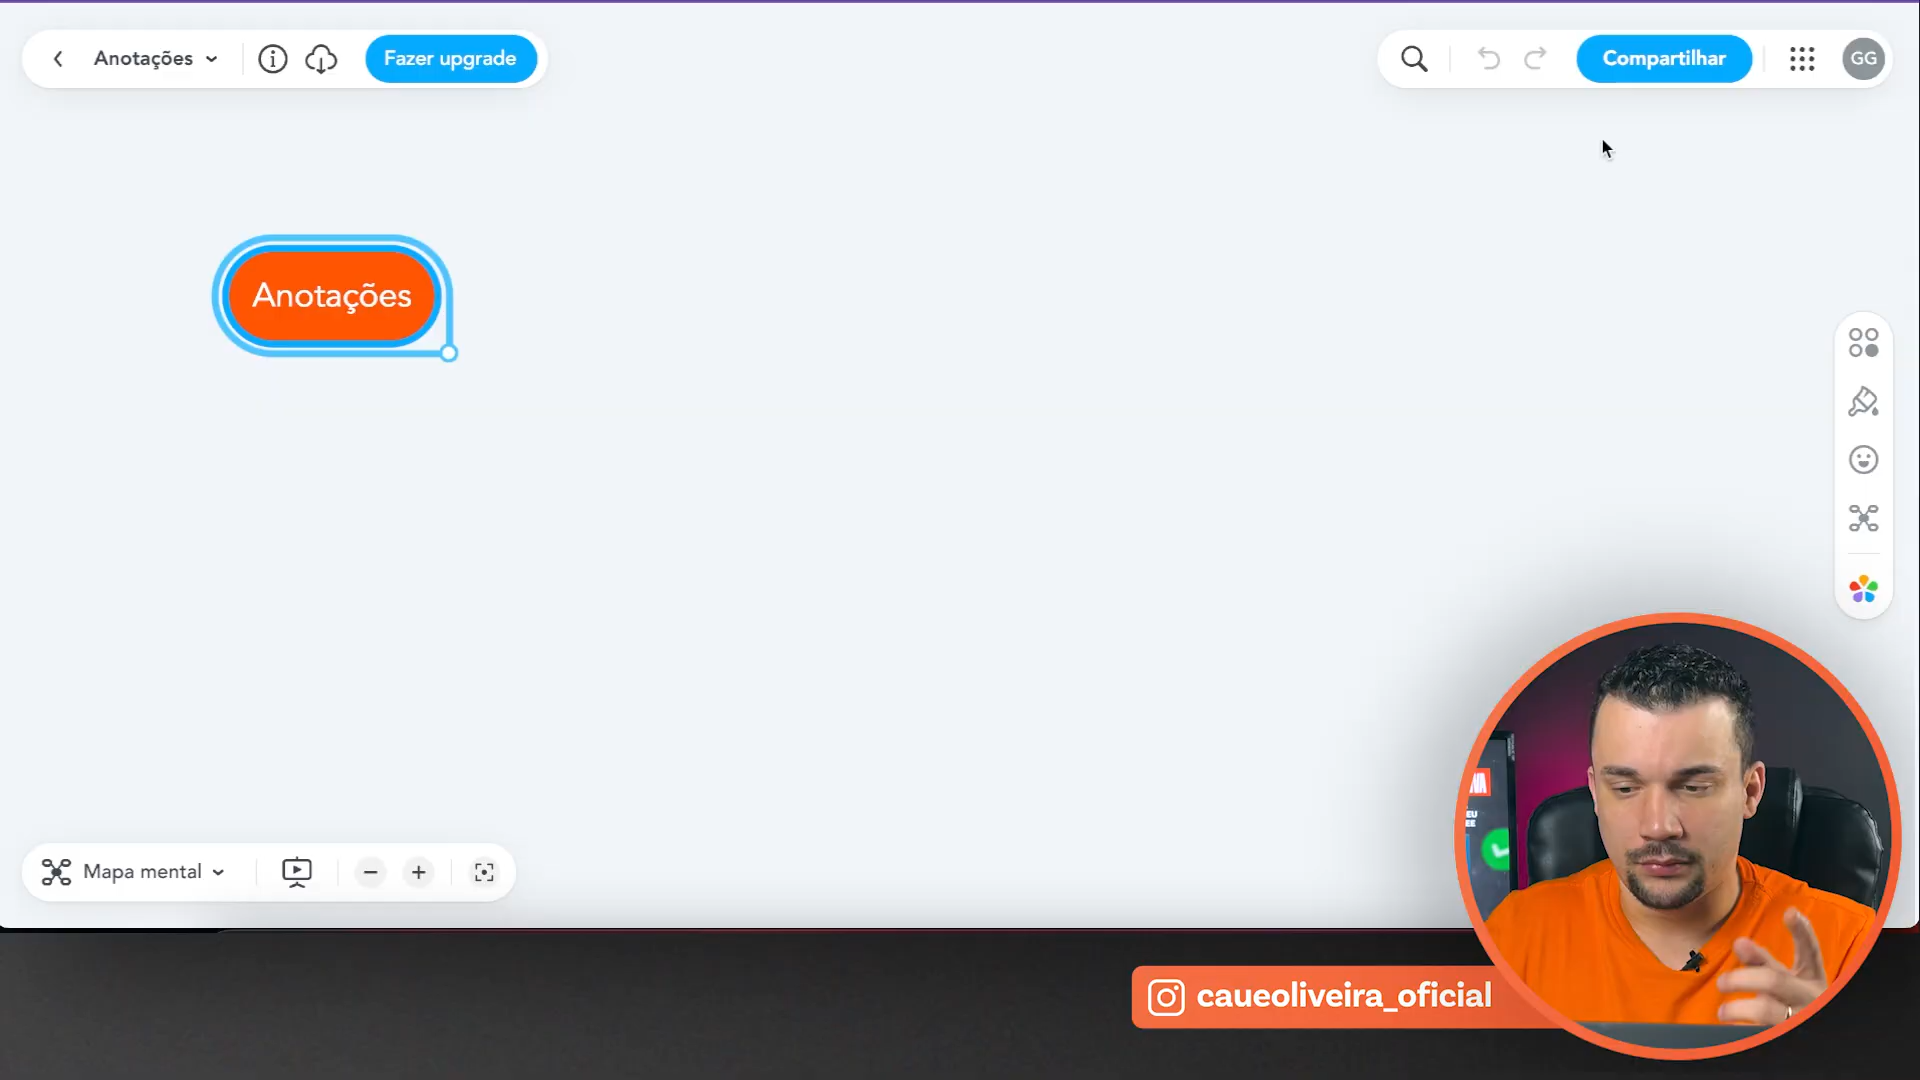 Anotações
Fazer upgrade
Compartilhar
GG
Anotações
Mapa mental
caueoliveira_oficial